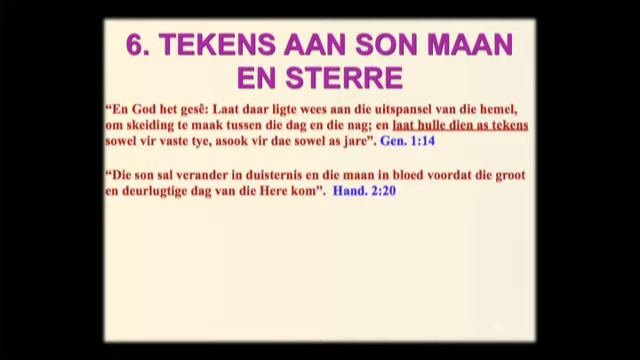 6. TEKENS AAN SON MAAN
EN STERRE
“En God het gesê: Laat daar ligte wees aan die uitspansel van die hemel,
om skeiding te maak tussen die dag en die nag; en laat hulle dien as tekens
sowel vir vaste tye, asook vir dae sowel as jare”. Gen. 1:14
“Die son sal verander in duisternis en die maan in bloed voordat die groot
en deurlugtige dag van die Here kom”. Hand. 2:20